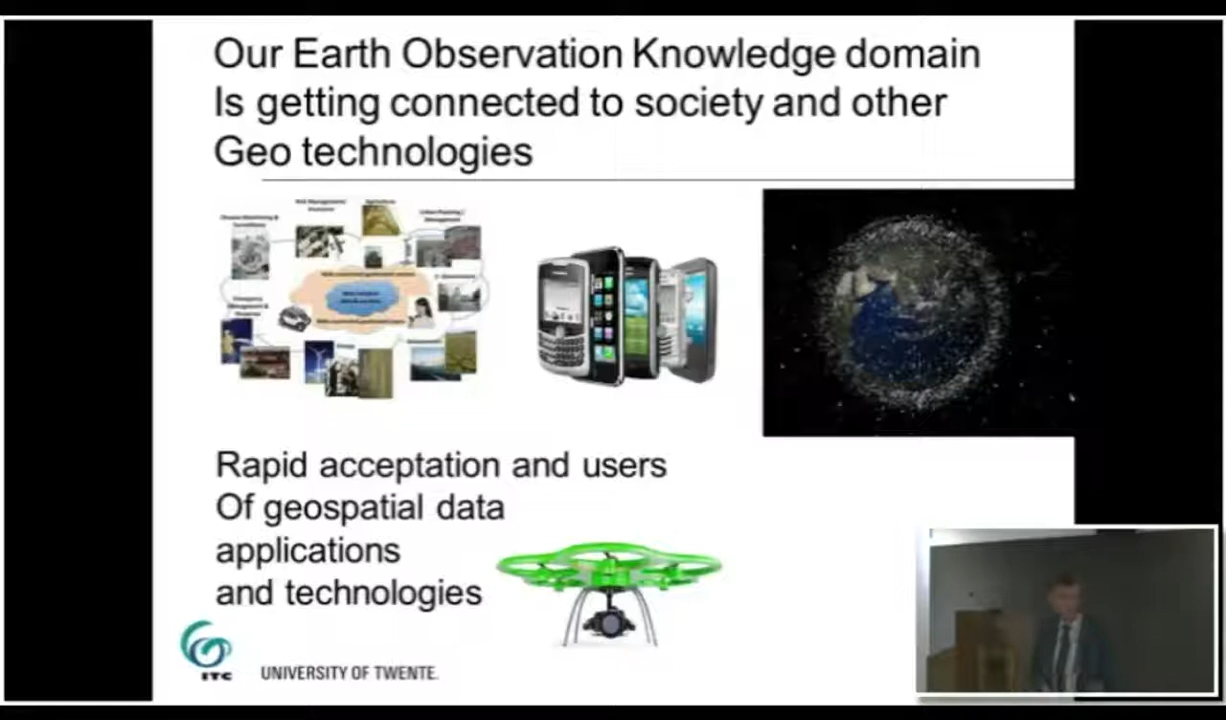 Our Earth Observation Knowledge domain
Is getting connected to society and other
Geo technologies
Rapid acceptation and users
Of geospatial data
applications
and technologies
ITC
UNIVERSITY OF TWENTE.